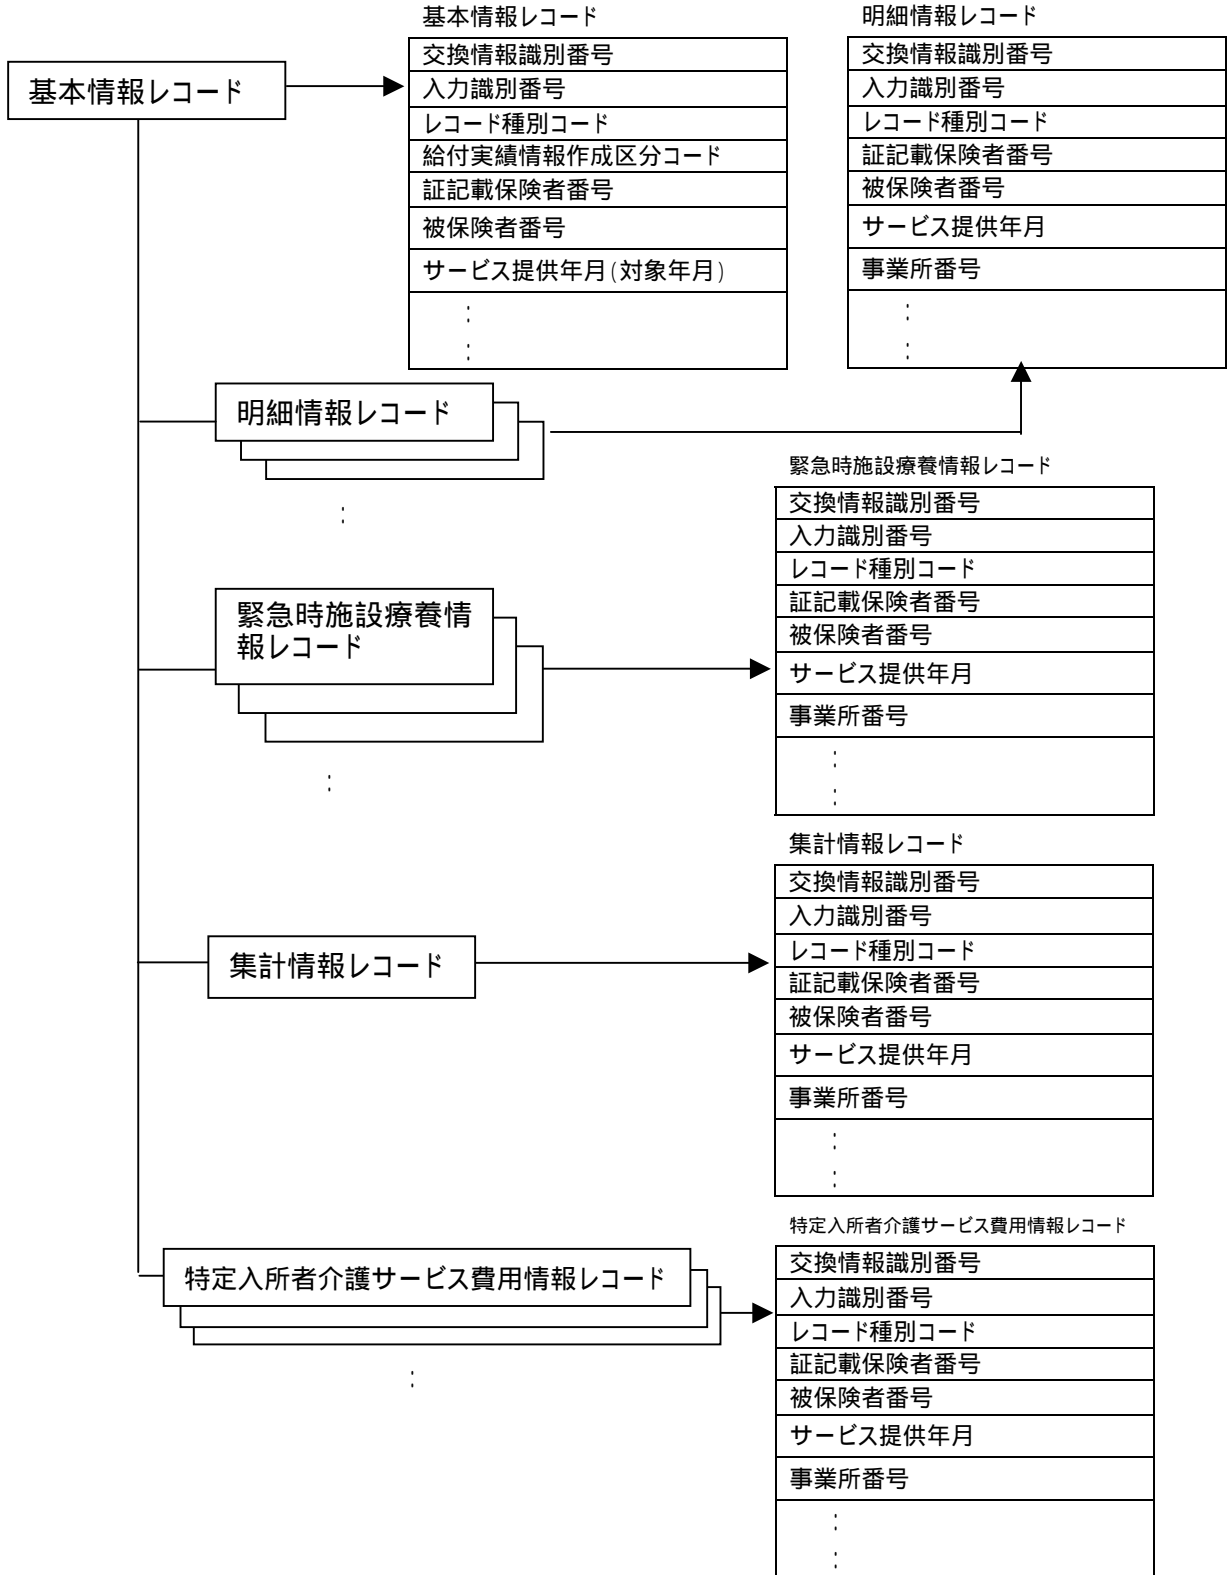 基本情報レコード
基本情報レコード
交換情報識別番号
入力識別番号
レコード種別コード
給付実績情報作成区分コード
証記載保険者番号
被保険者番号
サービス提供年月(対象年月)
:
:
明細情報レコード
交換情報識別番号
入力識別番号
レコード種別コード
証記載保険者番号
被保険者番号
サービス提供年月
事業所番号
:
:
明細情報レコード
:
緊急時施設療養情
報レコード
:
緊急時施設療養情報レコード
交換情報識別番号
入力識別番号
レコード種別コード
証記載保険者番号
被保険者番号
サービス提供年月
事業所番号
:
:
集計情報レコード
集計情報レコード
交換情報識別番号
入力識別番号
レコード種別コード
証記載保険者番号
被保険者番号
サービス提供年月
事業所番号
:
:
特定入所者介護サービス費用情報レコード
:
特定入所者介護サービス費用情報レコード
交換情報識別番号
入力識別番号
レコード種別コード
証記載保険者番号
被保険者番号
サービス提供年月
事業所番号
:
: